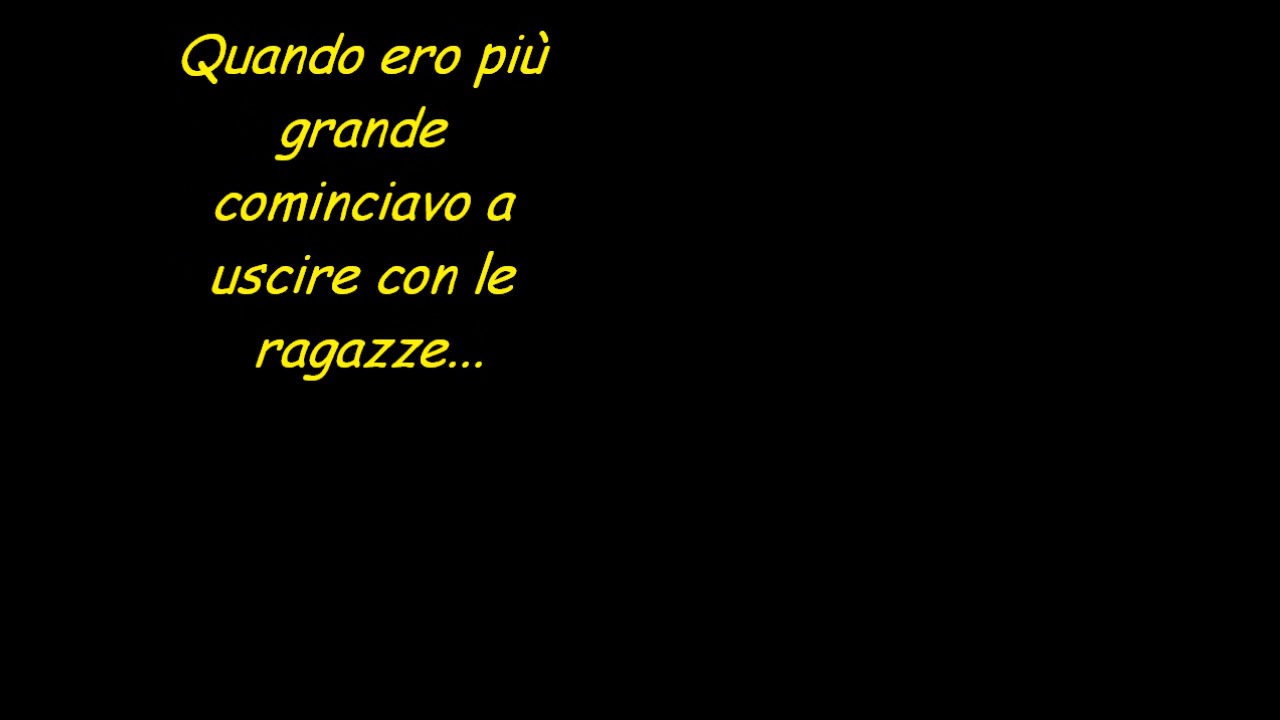 Quando ero più
grande
cominciavo a
uscire con le
ragazze...